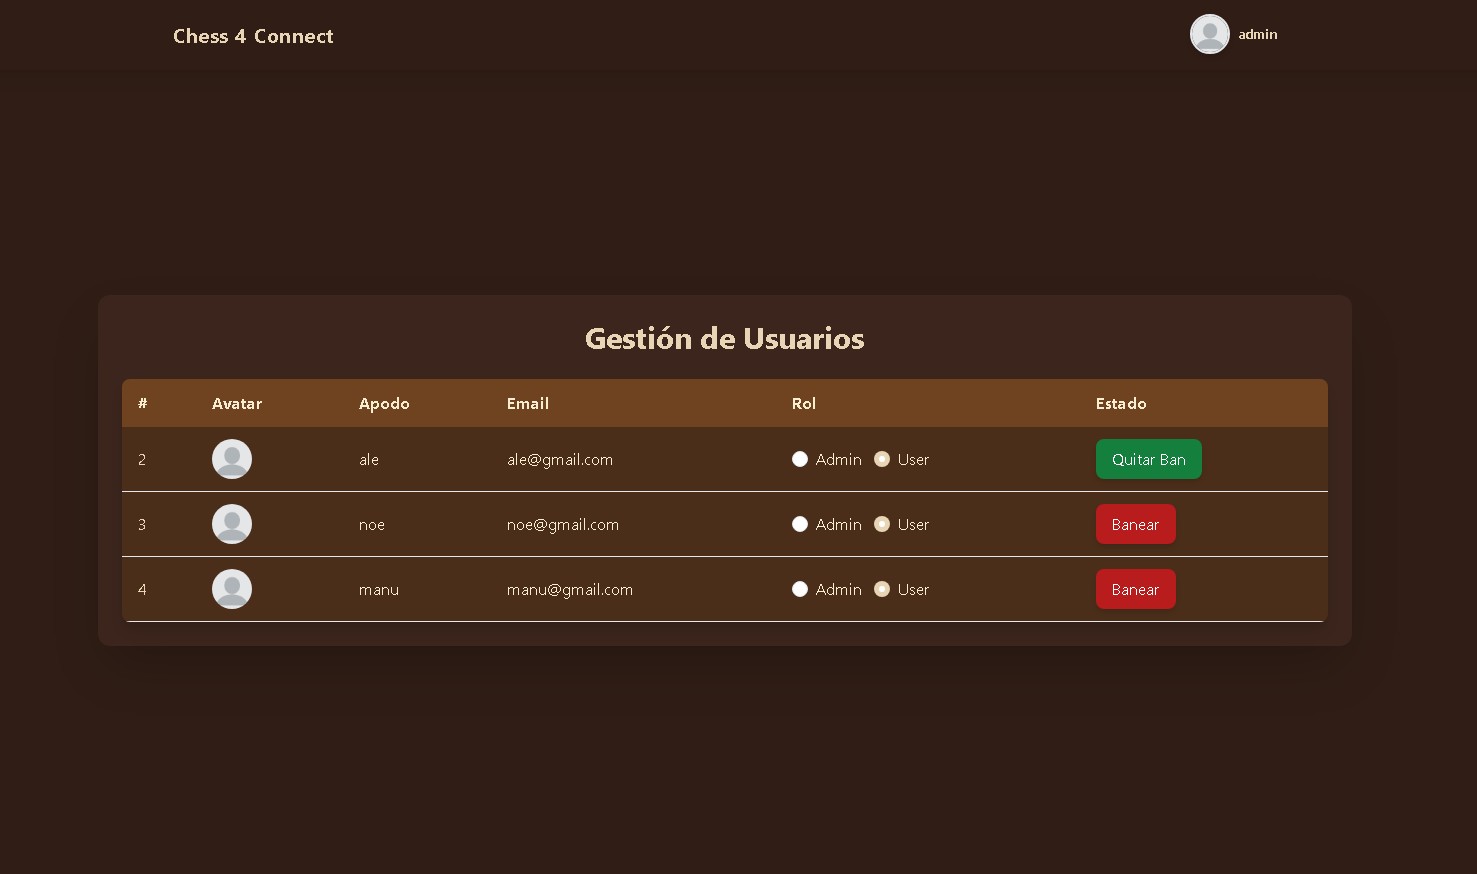 Chess 4 Connect admin
Gestión de Usuarios
# Avatar Apodo Email Rol Estado
2 ale ale@gmail.com Admin User Quitar Ban
3 noe noe@gmail.com Admin User Banear
4 manu manu@gmail.com Admin User Banear